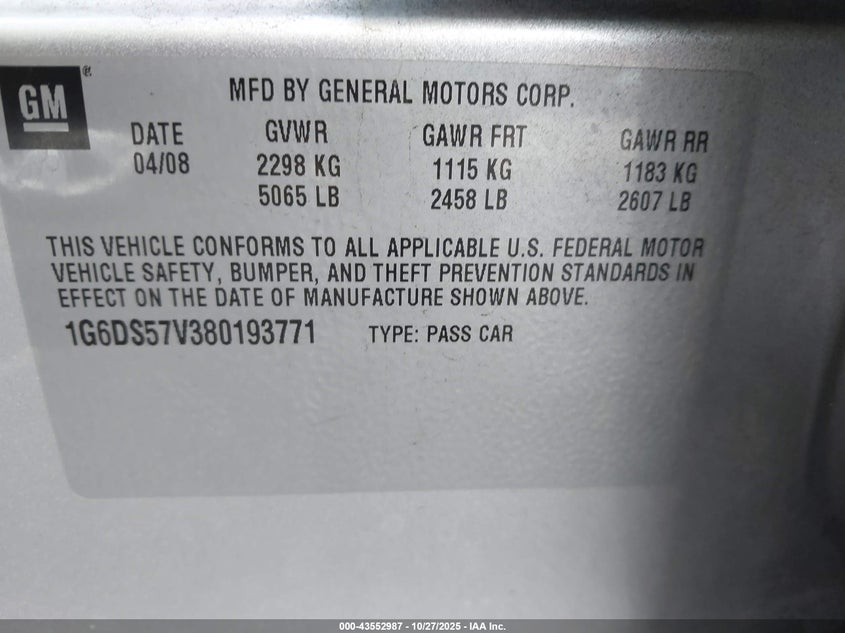 GM
MFD BY GENERAL MOTORS CORP.
DATE GVWR GAWR FRT GAWR RR
04/08 2298 KG 1115 KG 1183 KG
5065 LB 2458 LB 2607 LB
THIS VEHICLE CONFORMS TO ALL APPLICABLE U.S. FEDERAL MOTOR
VEHICLE SAFETY, BUMPER, AND THEFT PREVENTION STANDARDS IN
EFFECT ON THE DATE OF MANUFACTURE SHOWN ABOVE.
1G6DS57V380193771 TYPE: PASS CAR
000-43552987 - 10/27/2025 - IAA Inc.